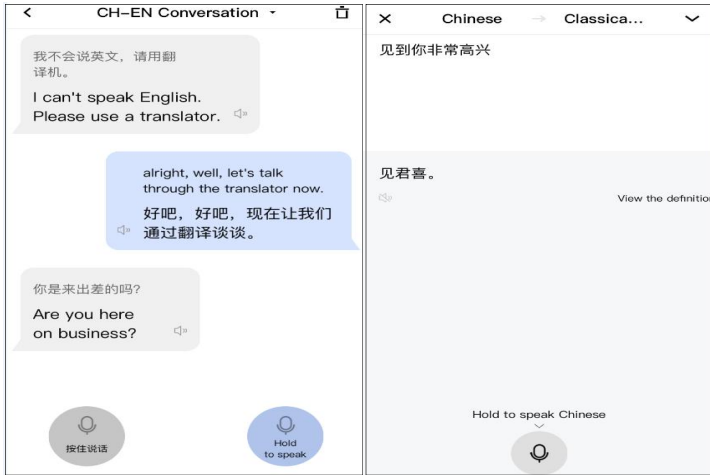 CH-EN Conversation
我不会说英文，请用翻
译机。
I can't speak English.
Please use a translator.
alright, well, let's talk
through the translator now.
好吧，好吧，现在让我们
通过翻译谈谈。
你是来出差的吗?
Are you here
on business?
按住说话
Hold
to speak
Chinese → Classica...
见到你非常高兴
见君喜。
View the definitio
Hold to speak Chinese